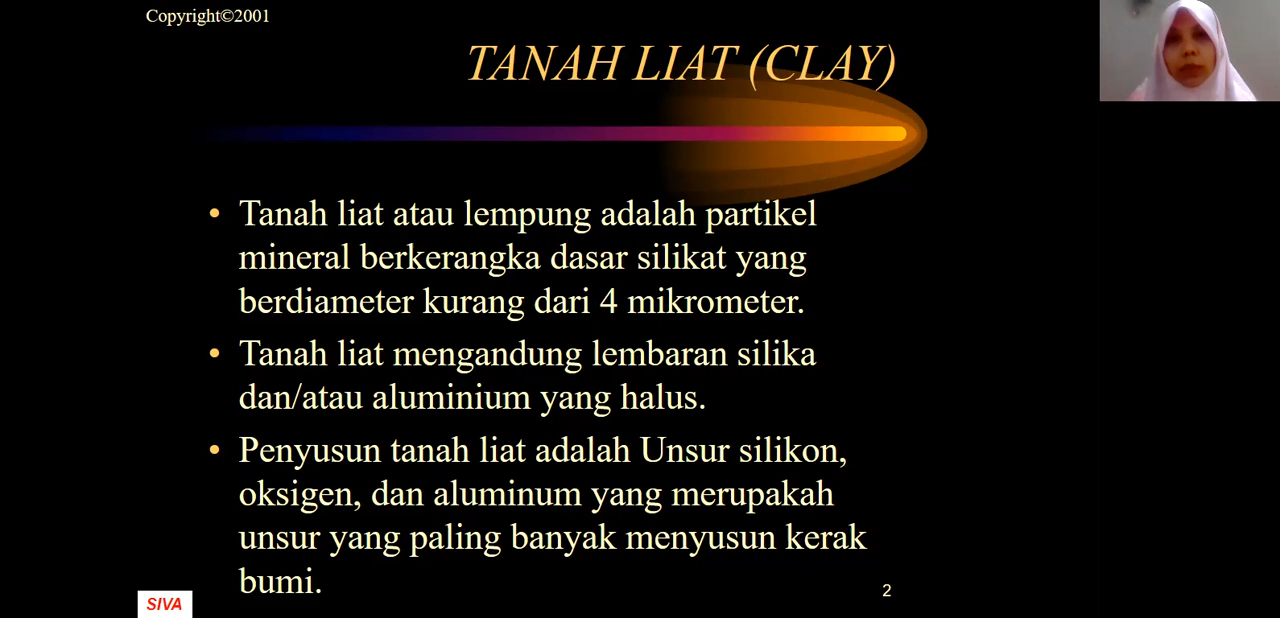 Copyright©2001
TANAH LIAT (CLAY)
• Tanah liat atau lempung adalah partikel
mineral berkerangka dasar silikat yang
berdiameter kurang dari 4 mikrometer.
• Tanah liat mengandung lembaran silika
dan/atau aluminium yang halus.
• Penyusun tanah liat adalah Unsur silikon,
oksigen, dan aluminum yang merupakah
unsur yang paling banyak menyusun kerak
bumi.
SIVA
2